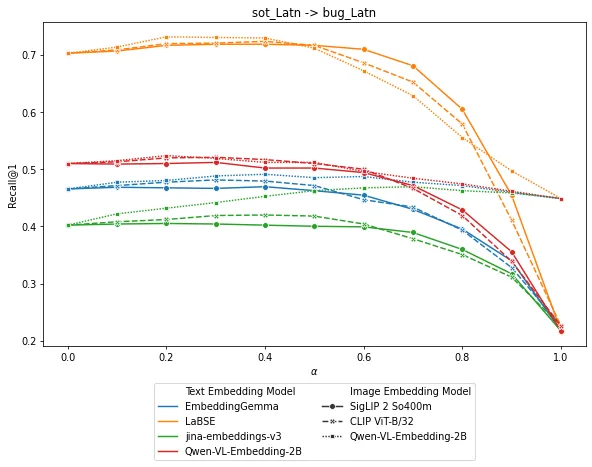 sot_Latn -> bug_Latn
Recall@1
0.7
0.6
0.5
0.4
0.3
0.2
0.0 0.2 0.4 0.6 0.8 1.0
α
Text Embedding Model Image Embedding Model
EmbeddingGemma SigLIP 2 So400m
LaBSE CLIP ViT-B/32
jina-embeddings-v3 Qwen-VL-Embedding-2B
Qwen-VL-Embedding-2B